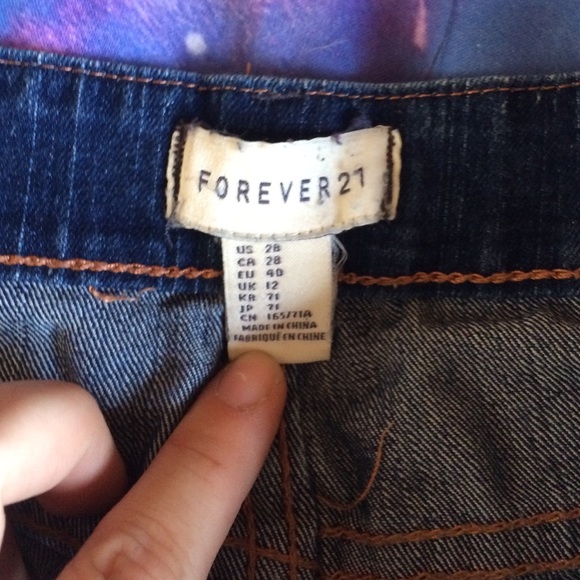 FOREVER 21
US 28
CA 28
EU 40
UK 12
KR 71
JP 71
CN 165/71A
MADE IN CHINA
FABRIQUÉ EN CHINE